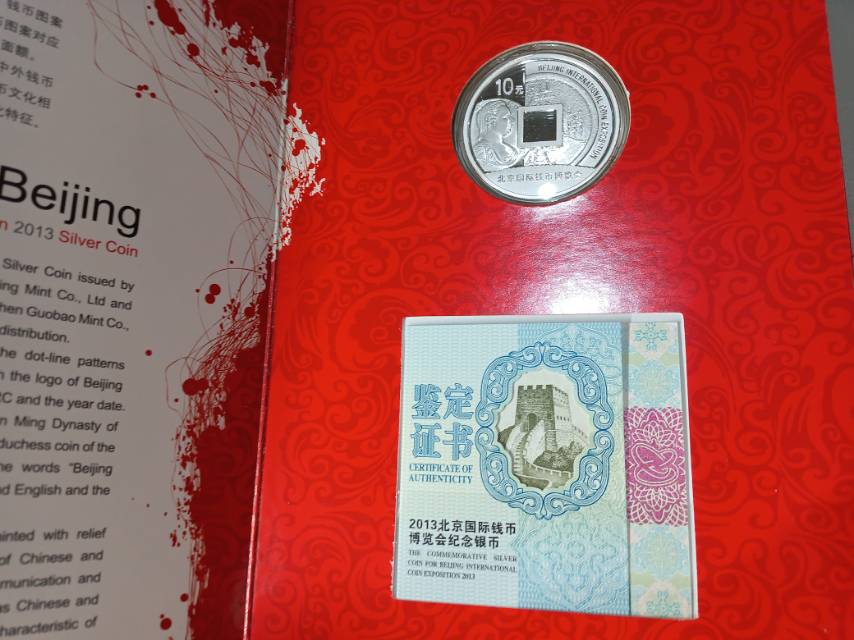 钱币图案
图案对应
面额。
中外钱币
币文化相
特征。
Beijing
2013 Silver Coin
Silver Coin issued by
ing Mint Co., Ltd and
hen Guobao Mint Co.,
distribution.
he dot-line patterns
n the logo of Beijing
RC and the year date.
n Ming Dynasty of
duchess coin of the
he words "Beijing
nd English and the
inted with relief
of Chinese and
mmunication and
as Chinese and
haracteristic of
10元
BEIJING INTERNATIONAL COIN EXPOSITION
北京国际钱币博览会
鉴定
证书
CERTIFICATE OF
AUTHENTICITY
2013北京国际钱币
博览会纪念银币
THE COMMEMORATIVE SILVER
COIN FOR BEIJING INTERNATIONAL
COIN EXPOSITION 2013